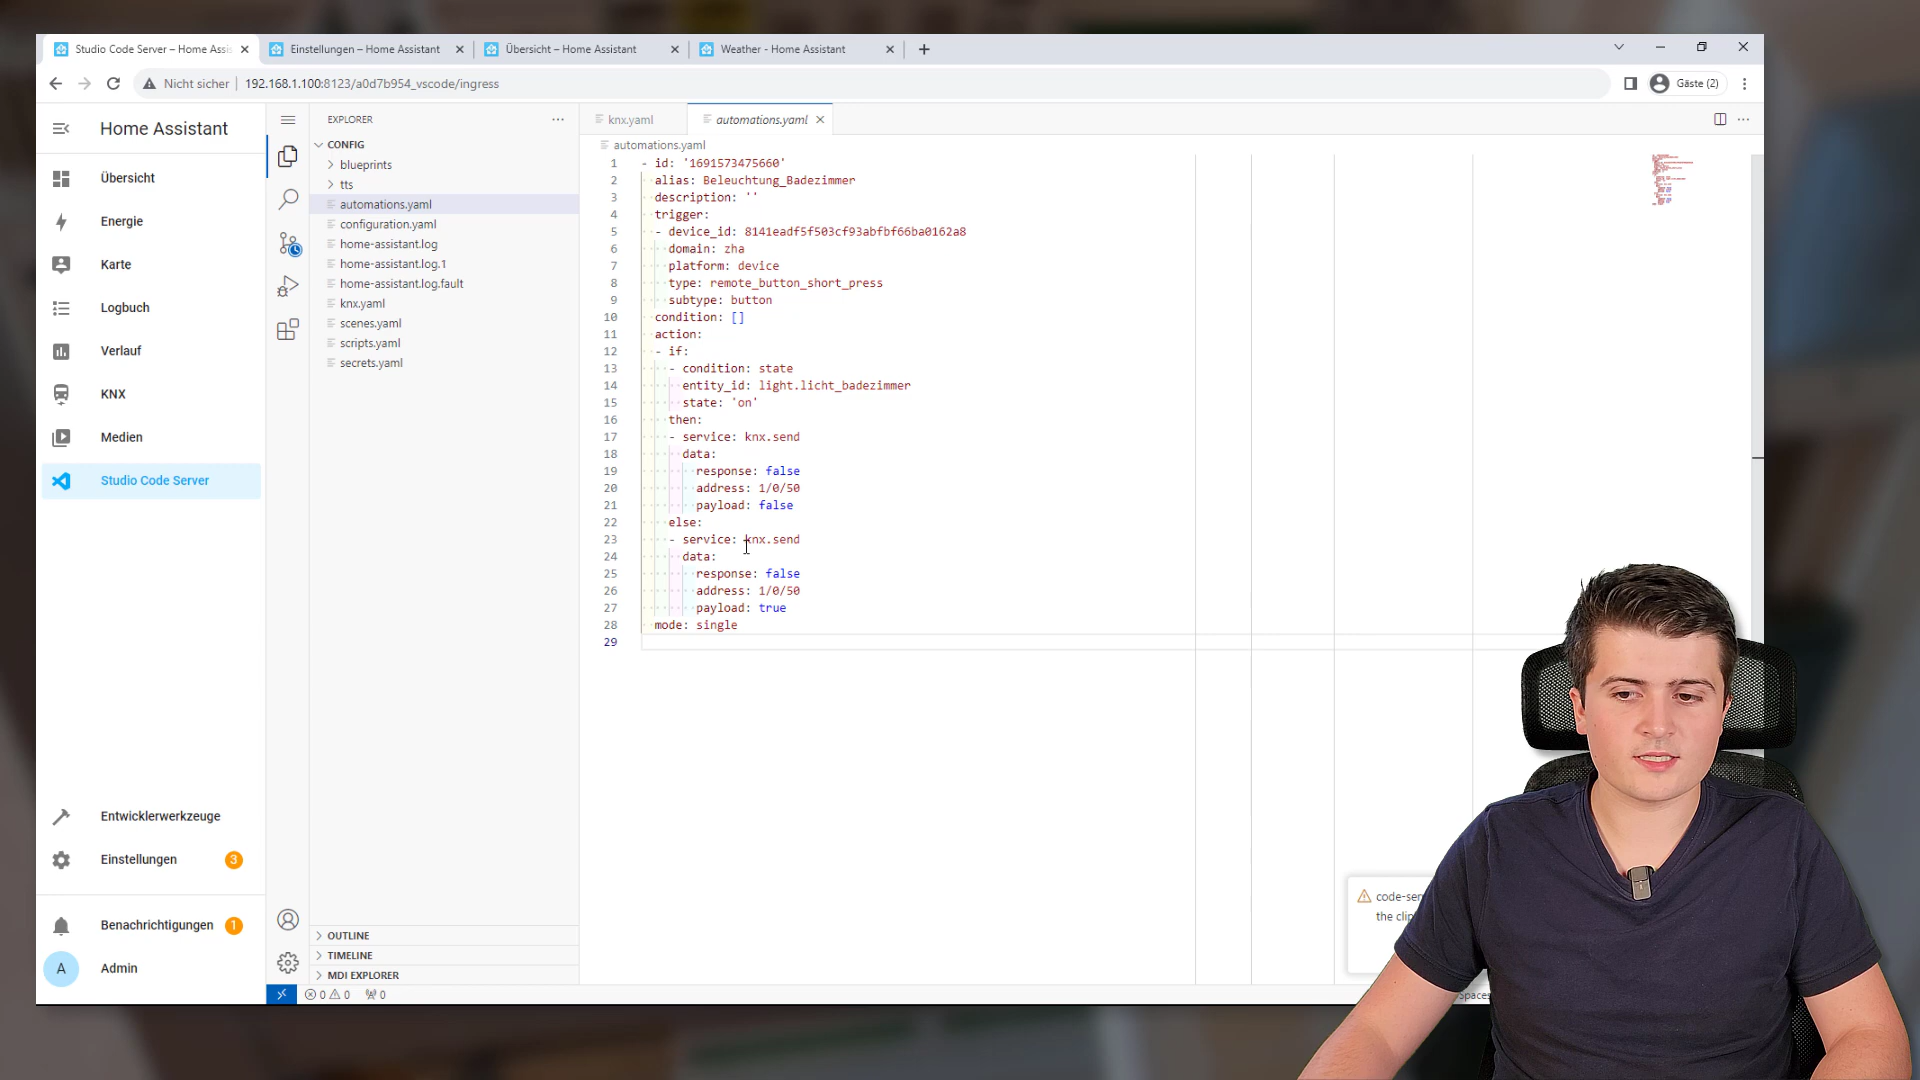 Studio Code Server – Home Assis
Einstellungen – Home Assistant
Übersicht – Home Assistant
Weather - Home Assistant
Nicht sicher
192.168.1.100:8123/a0d7b954_vscode/ingress
Gäste (2)
Home Assistant
Übersicht
Energie
Karte
Logbuch
Verlauf
KNX
Medien
Studio Code Server
Entwicklerwerkzeuge
Einstellungen 3
Benachrichtigungen 1
A Admin
EXPLORER
CONFIG
blueprints
tts
automations.yaml
configuration.yaml
home-assistant.log
home-assistant.log.1
home-assistant.log.fault
knx.yaml
scenes.yaml
scripts.yaml
secrets.yaml
OUTLINE
TIMELINE
MDI EXPLORER
0 0 0
knx.yaml
automations.yaml
automations.yaml
1 - id: '1691573475660'
2 alias: Beleuchtung_Badezimmer
3 description: ''
4 trigger:
5 - device_id: 8141eadf5f503cf93abfbf66ba0162a8
6 domain: zha
7 platform: device
8 type: remote_button_short_press
9 subtype: button
10 condition: []
11 action:
12 - if:
13 - condition: state
14 entity_id: light.licht_badezimmer
15 state: 'on'
16 then:
17 - service: knx.send
18 data:
19 response: false
20 address: 1/0/50
21 payload: false
22 else:
23 - service: knx.send
24 data:
25 response: false
26 address: 1/0/50
27 payload: true
28 mode: single
29
code-ser
the clip
Spaces